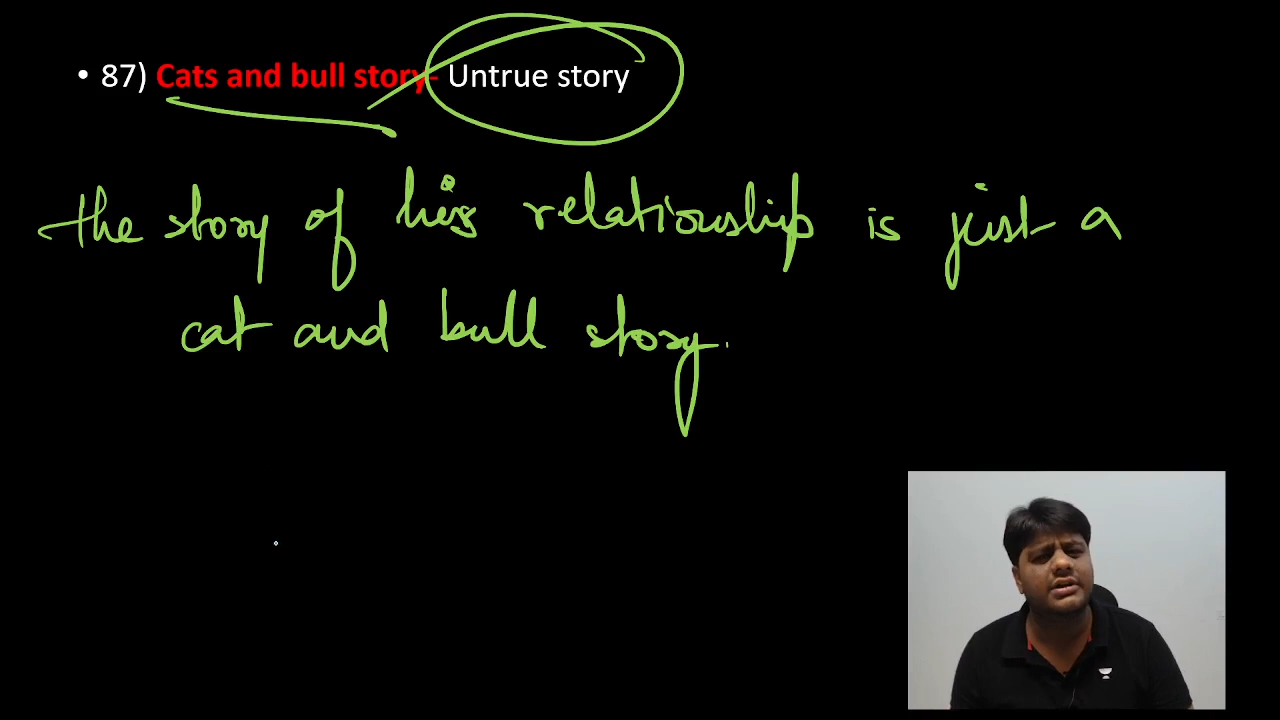 • 87) Cats and bull story- Untrue story
the story of his relationship is just a
cat and bull story.